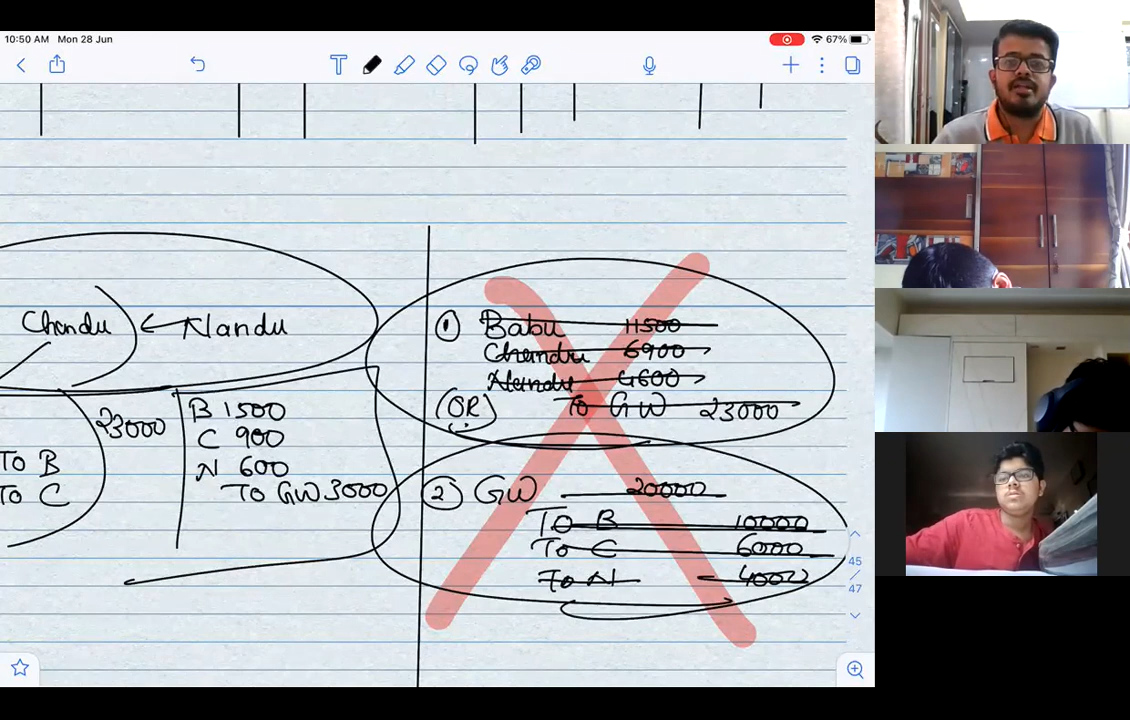 10:50 AM Mon 28 Jun
67%
T
Chandu ← Nandu
23000
To B
To C
B 1500
C 900
N 600
To GW 3000
① Babu 11500
Chandu 6900
Nandu 4600
(OR) To GW 23000
② GW 20000
To B 10000
To C 6000
To N 4000
45
/
47